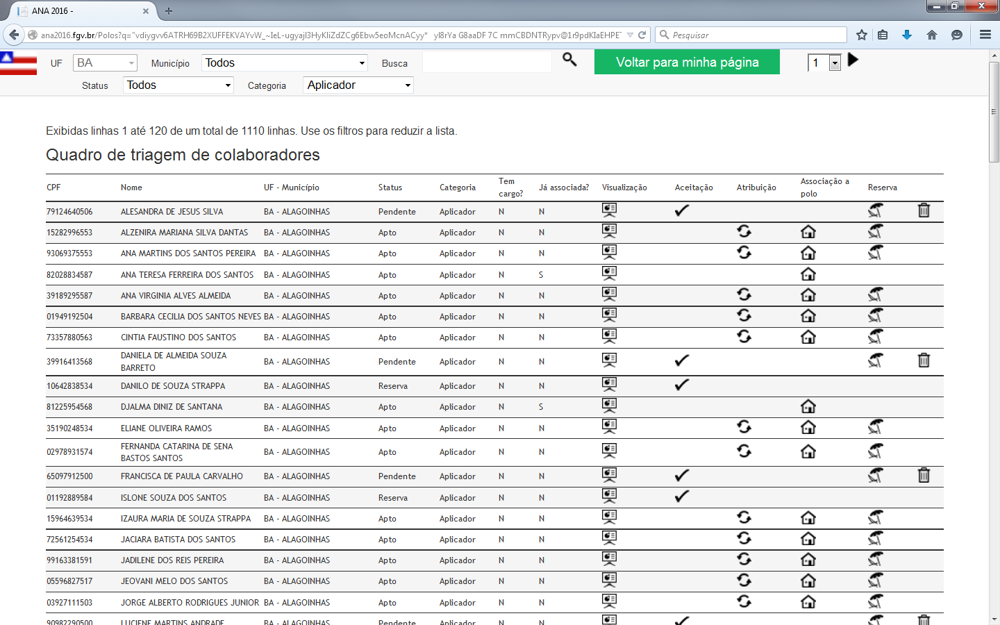 ANA 2016 -
ana2016.fgv.br/Polos?q="vdiygvv6ATRH69B2XUFFEKVAYvW_~IeL-ugyajI3HyKIiZdZCg6Ebw5eoMcnACyy* yl8rYa G8aaDF 7C mmCBDNTRypv@1r9pdKIaEHPE
Pesquisar
UF BA Município Todos Busca Voltar para minha página 1
Status Todos Categoria Aplicador
Exibidas linhas 1 até 120 de um total de 1110 linhas. Use os filtros para reduzir a lista.
Quadro de triagem de colaboradores
CPF Nome UF - Município Status Categoria Tem cargo? Já associada? Visualização Aceitação Atribuição Associação a polo Reserva
79124640506 ALESANDRA DE JESUS SILVA BA - ALAGOINHAS Pendente Aplicador N N
15282996553 ALZENIRA MARIANA SILVA DANTAS BA - ALAGOINHAS Apto Aplicador N N
93069375553 ANA MARTINS DOS SANTOS PEREIRA BA - ALAGOINHAS Apto Aplicador N N
82028834587 ANA TERESA FERREIRA DOS SANTOS BA - ALAGOINHAS Apto Aplicador N S
39189295587 ANA VIRGINIA ALVES ALMEIDA BA - ALAGOINHAS Apto Aplicador N N
01949192504 BARBARA CECILIA DOS SANTOS NEVES BA - ALAGOINHAS Apto Aplicador N N
73357880563 CINTIA FAUSTINO DOS SANTOS BA - ALAGOINHAS Apto Aplicador N N
39916413568 DANIELA DE ALMEIDA SOUZA BARRETO BA - ALAGOINHAS Pendente Aplicador N N
10642838534 DANILO DE SOUZA STRAPPA BA - ALAGOINHAS Reserva Aplicador N N
81225954568 DJALMA DINIZ DE SANTANA BA - ALAGOINHAS Apto Aplicador N S
35190248534 ELIANE OLIVEIRA RAMOS BA - ALAGOINHAS Apto Aplicador N N
02978931574 FERNANDA CATARINA DE SENA BASTOS SANTOS BA - ALAGOINHAS Apto Aplicador N N
65097912500 FRANCISCA DE PAULA CARVALHO BA - ALAGOINHAS Pendente Aplicador N N
01192889584 ISLONE SOUZA DOS SANTOS BA - ALAGOINHAS Reserva Aplicador N N
15964639534 IZAURA MARIA DE SOUZA STRAPPA BA - ALAGOINHAS Apto Aplicador N N
72561254534 JACIARA BATISTA DOS SANTOS BA - ALAGOINHAS Apto Aplicador N N
99163381591 JADILENE DOS REIS PEREIRA BA - ALAGOINHAS Apto Aplicador N N
05596827517 JEOVANI MELO DOS SANTOS BA - ALAGOINHAS Apto Aplicador N N
03927111503 JORGE ALBERTO RODRIGUES JUNIOR BA - ALAGOINHAS Apto Aplicador N N
90982290500 LUCIENE MARTINS ANDRADE BA - ALAGOINHAS Pendente Aplicador N N